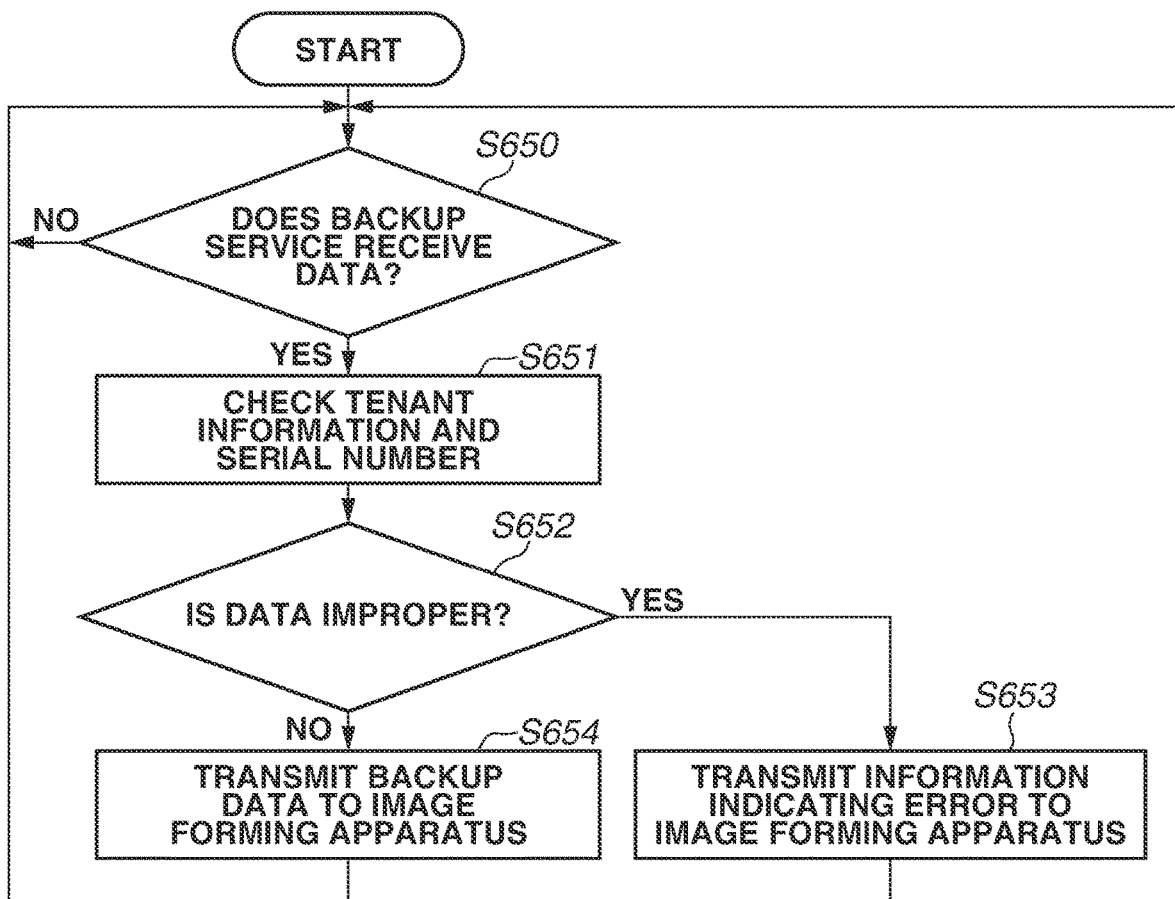 START
S650
NO
DOES BACKUP
SERVICE RECEIVE
DATA?
YES
S651
CHECK TENANT
INFORMATION AND
SERIAL NUMBER
S652
IS DATA IMPROPER?
YES
NO
S654
TRANSMIT BACKUP
DATA TO IMAGE
FORMING APPARATUS
S653
TRANSMIT INFORMATION
INDICATING ERROR TO
IMAGE FORMING APPARATUS